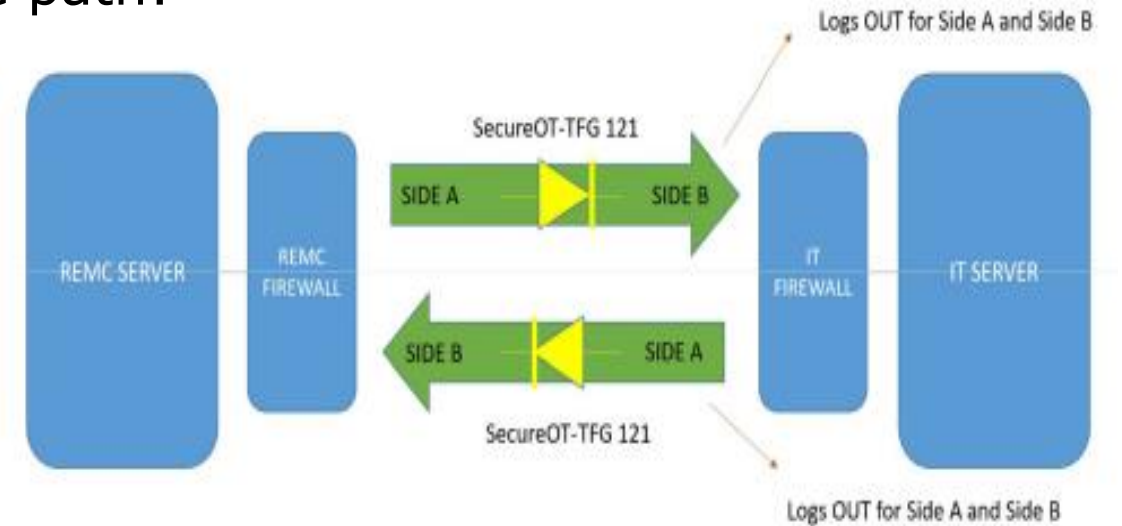 path.
Logs OUT for Side A and Side B
SecureOT-TFG 121
SIDE A
SIDE B
REMC SERVER
REMC
FIREWALL
IT
FIREWALL
IT SERVER
SIDE B
SIDE A
SecureOT-TFG 121
Logs OUT for Side A and Side B